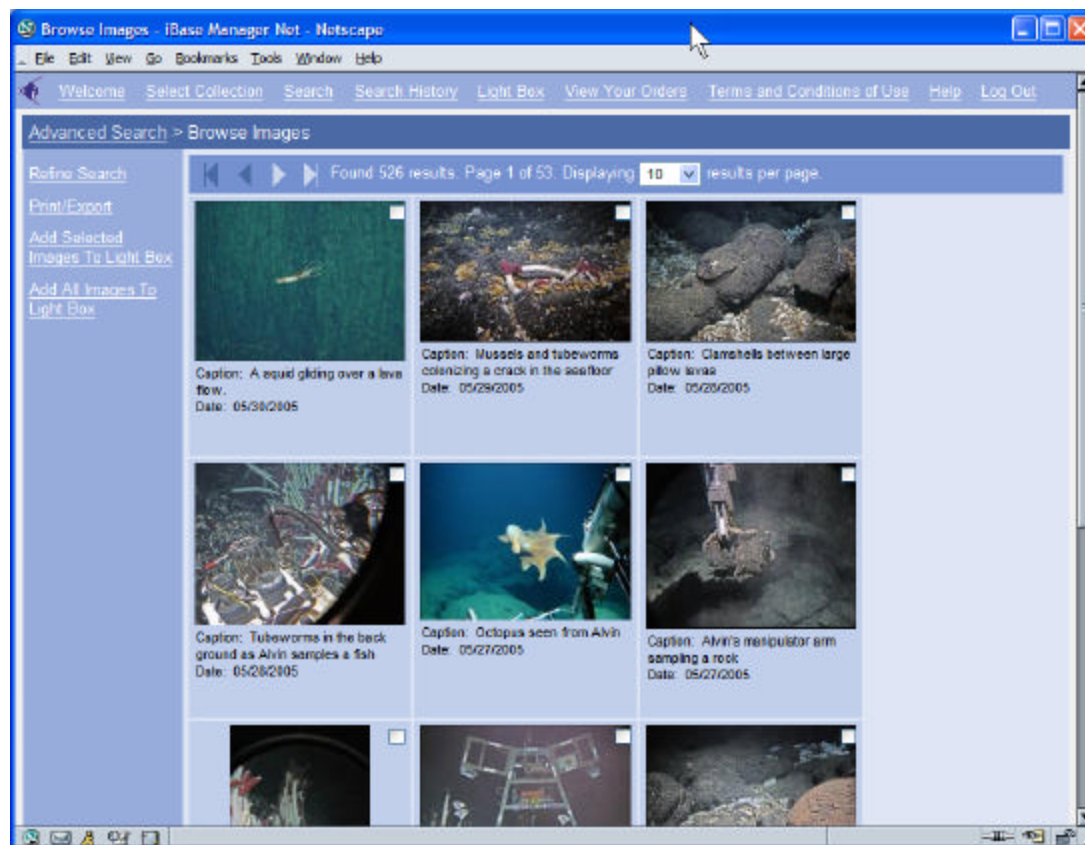 Browse Images - iBase Manager Net - Netscape
File Edit View Go Bookmarks Tools Window Help
Welcome Select Collection Search Search History Light Box View Your Orders Terms and Conditions of Use Help Log Out
Advanced Search > Browse Images
Refine Search
Print/Export
Add Selected
Images To Light Box
Add All Images To
Light Box
Found 526 results. Page 1 of 53. Displaying 10 results per page.
Caption: A squid gliding over a lava
flow.
Date: 05/30/2005
Caption: Mussels and tubeworms
colonizing a crack in the seafloor
Date: 05/29/2005
Caption: Clamshells between large
pillow lavas
Date: 05/28/2005
Caption: Tubeworms in the back
ground as Alvin samples a fish
Date: 05/28/2005
Caption: Octopus seen from Alvin
Date: 05/27/2005
Caption: Alvin's manipulator arm
sampling a rock
Date: 05/27/2005